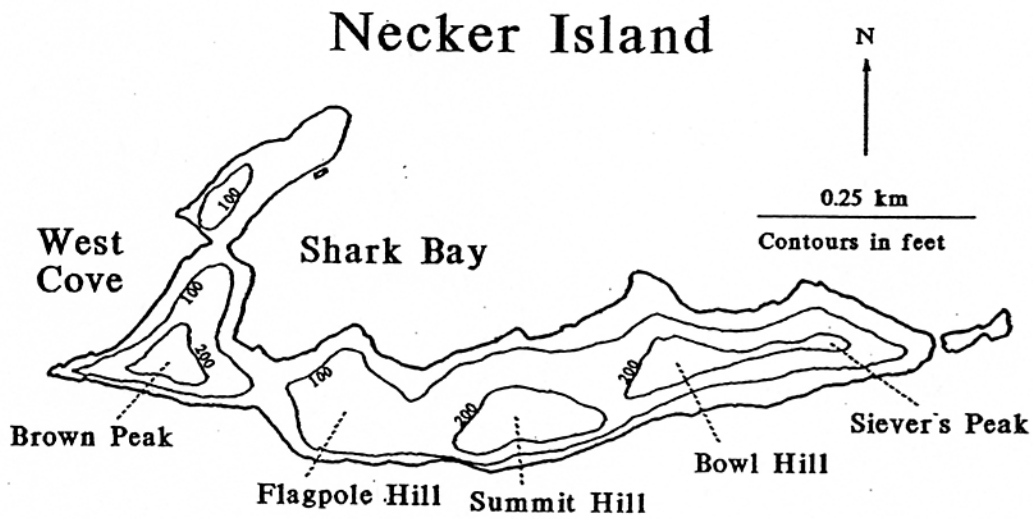 Necker Island
N
0.25 km
Contours in feet
100
West
Cove
Shark Bay
100
200
100
200
200
Brown Peak
Flagpole Hill
Summit Hill
Bowl Hill
Siever's Peak